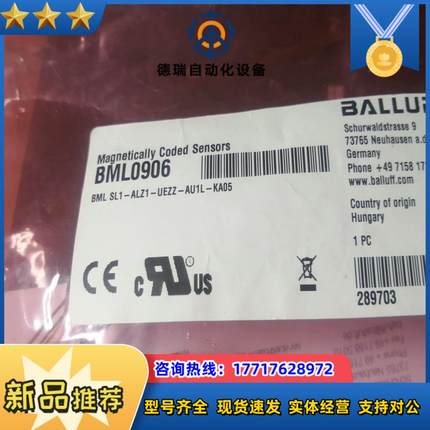 德瑞自动化设备
BALLUFF
Schurwaldstrasse 9
73765 Neuhausen a.d
Germany
Phone +49 7158 17
www.balluff.com
Magnetically Coded Sensors
BML0906
BML SL1-ALZ1-UEZZ-AU1L-KA05
Country of origin
Hungary
1 PC
CE
c RU US
289703
咨询热线：17717628972
新品推荐
型号齐全 现货速发 实体经营 支持对公